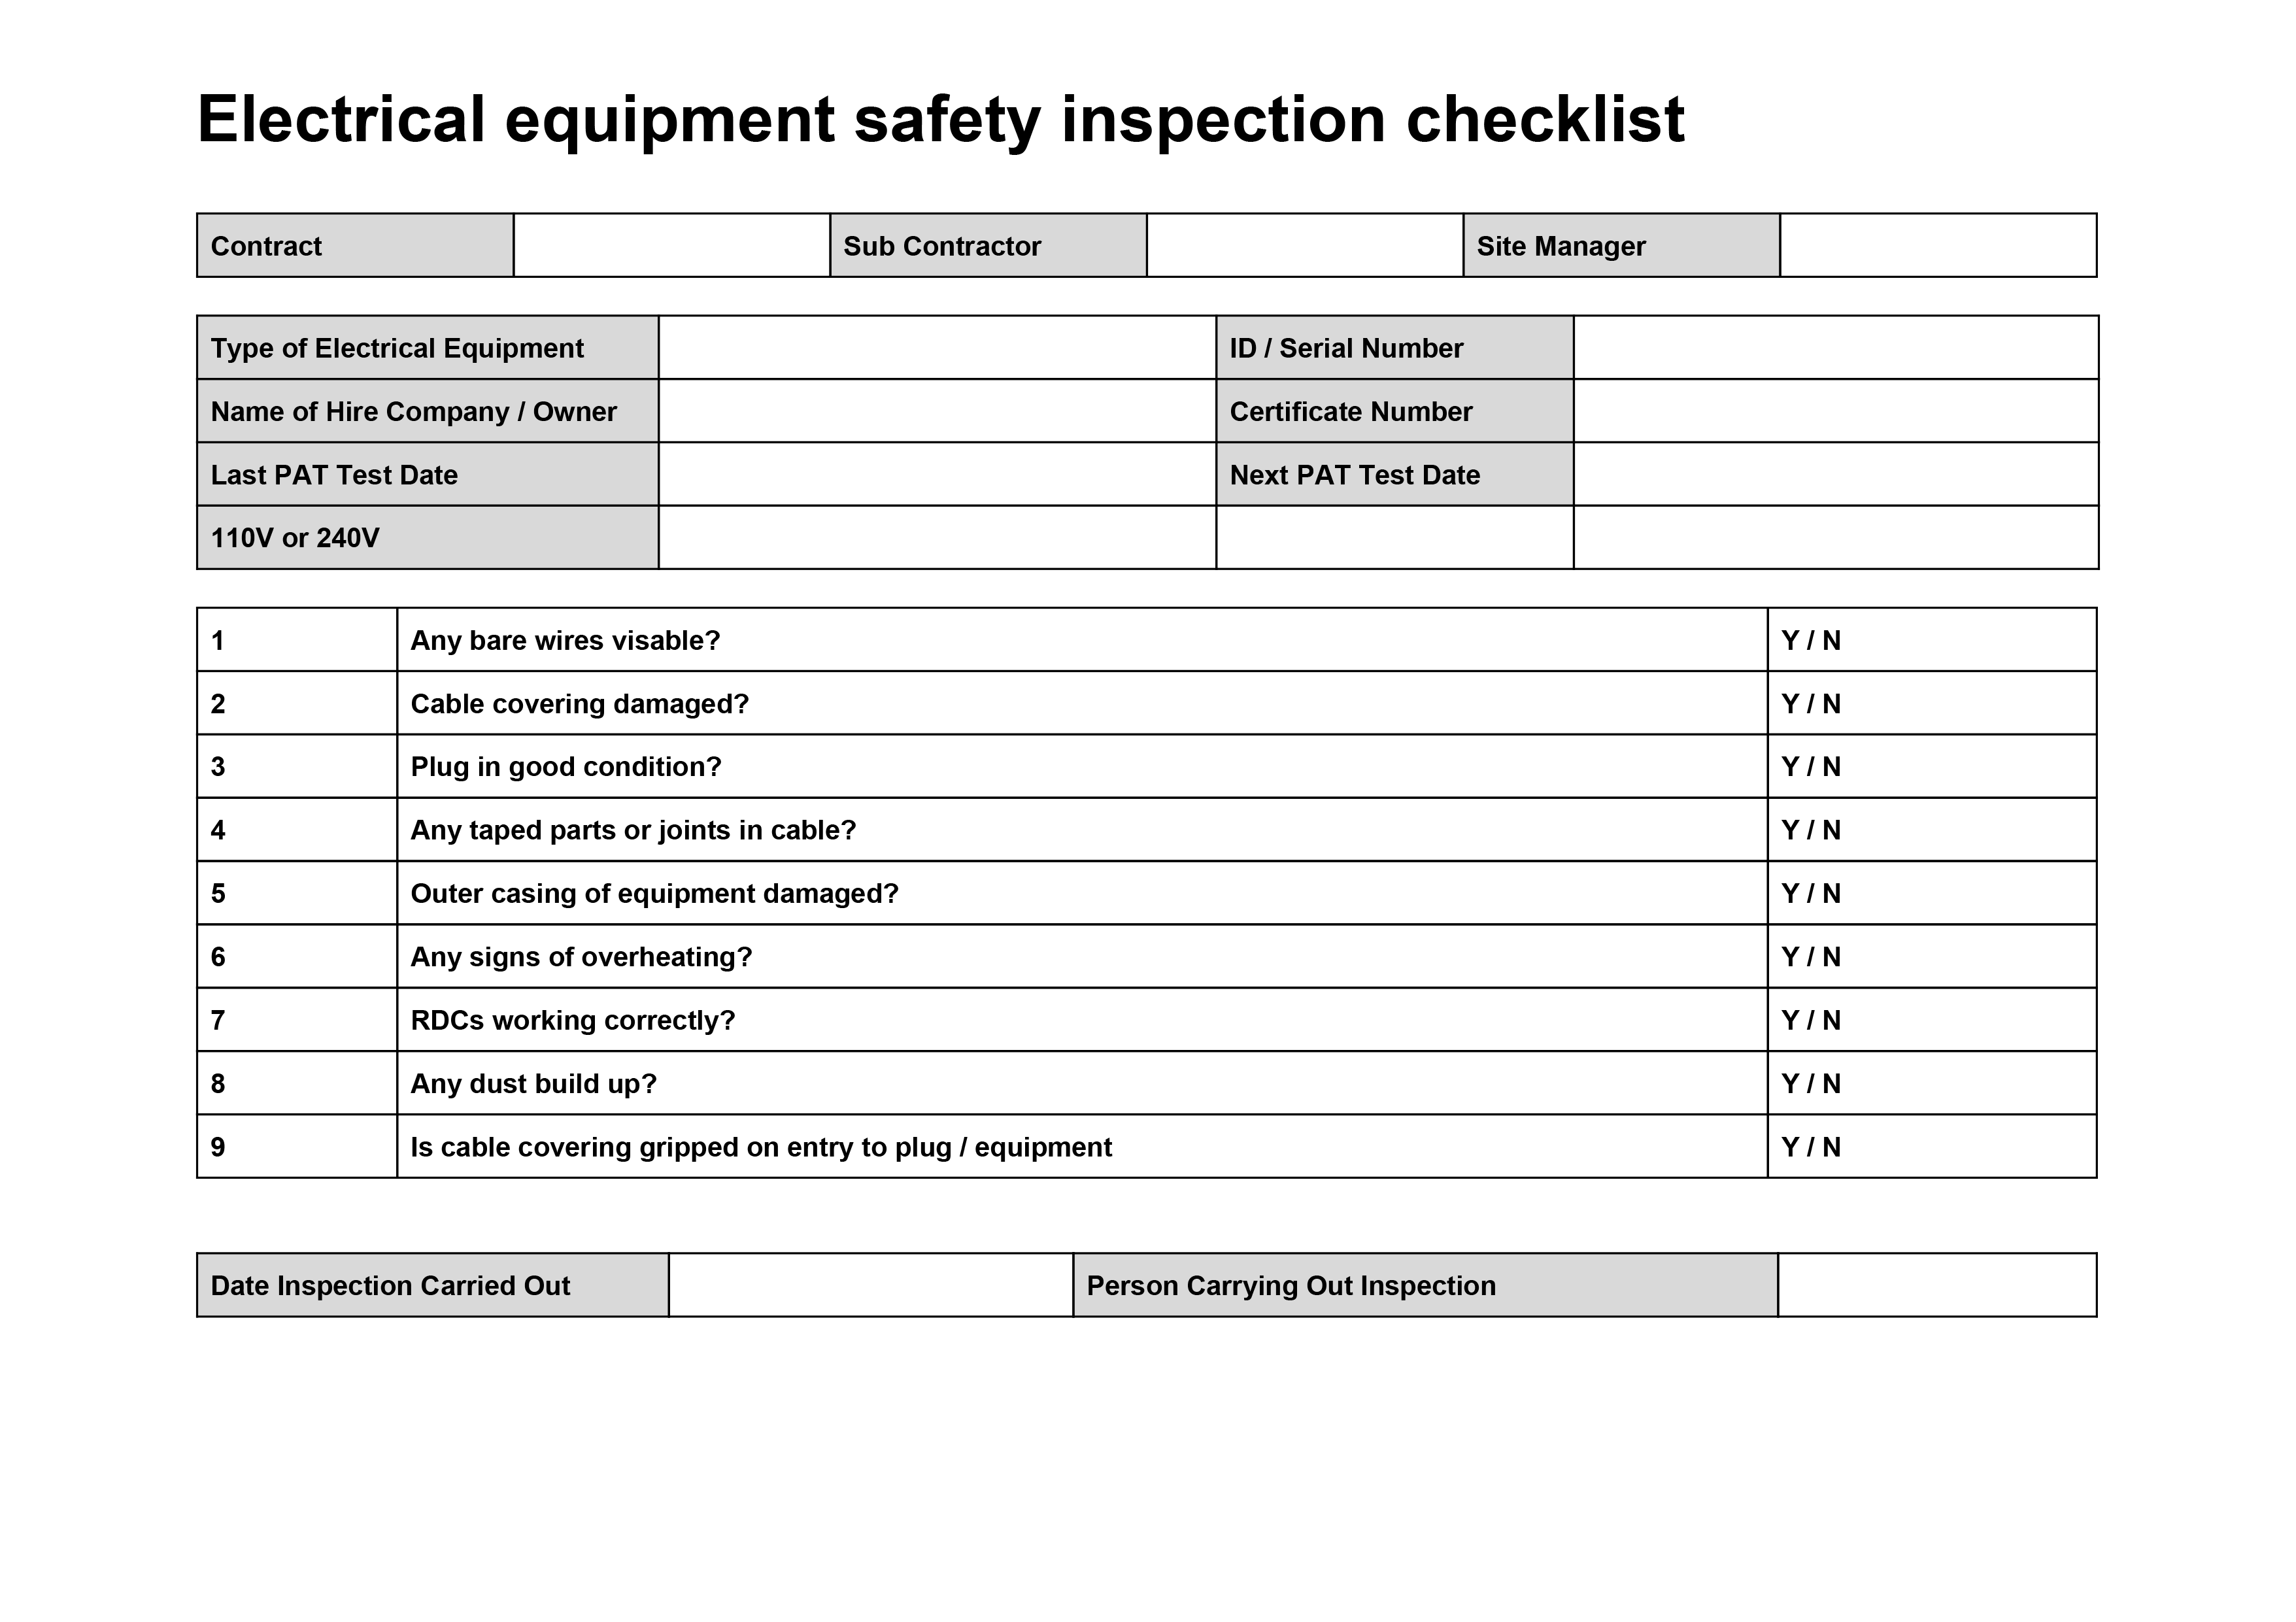 Electrical equipment safety inspection checklist
Contract Sub Contractor Site Manager
Type of Electrical Equipment ID / Serial Number
Name of Hire Company / Owner Certificate Number
Last PAT Test Date Next PAT Test Date
110V or 240V
1 Any bare wires visable? Y / N
2 Cable covering damaged? Y / N
3 Plug in good condition? Y / N
4 Any taped parts or joints in cable? Y / N
5 Outer casing of equipment damaged? Y / N
6 Any signs of overheating? Y / N
7 RDCs working correctly? Y / N
8 Any dust build up? Y / N
9 Is cable covering gripped on entry to plug / equipment Y / N
Date Inspection Carried Out Person Carrying Out Inspection